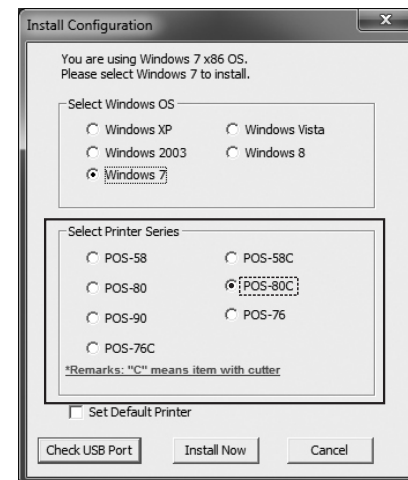 Install Configuration
x
You are using Windows 7 x86 OS.
Please select Windows 7 to install.
Select Windows OS
Windows XP Windows Vista
Windows 2003 Windows 8
Windows 7
Select Printer Series
POS-58 POS-58C
POS-80 POS-80C
POS-90 POS-76
POS-76C
*Remarks: "C" means item with cutter
Set Default Printer
Check USB Port Install Now Cancel